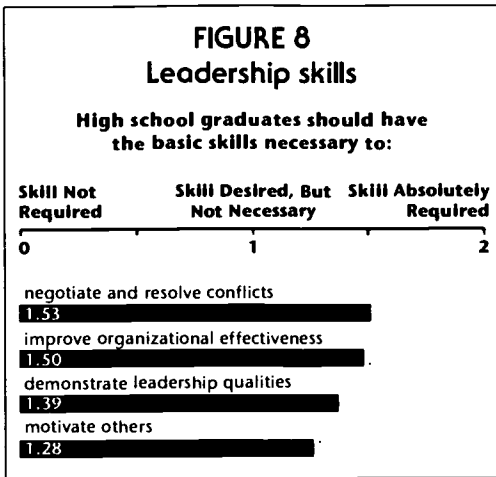 FIGURE 8
Leadership skills
High school graduates should have
the basic skills necessary to:
Skill Not Skill Desired, But Skill Absolutely
Required Not Necessary Required
0 1 2
negotiate and resolve conflicts
1.53
improve organizational effectiveness
1.50
demonstrate leadership qualities
1.39
motivate others
1.28